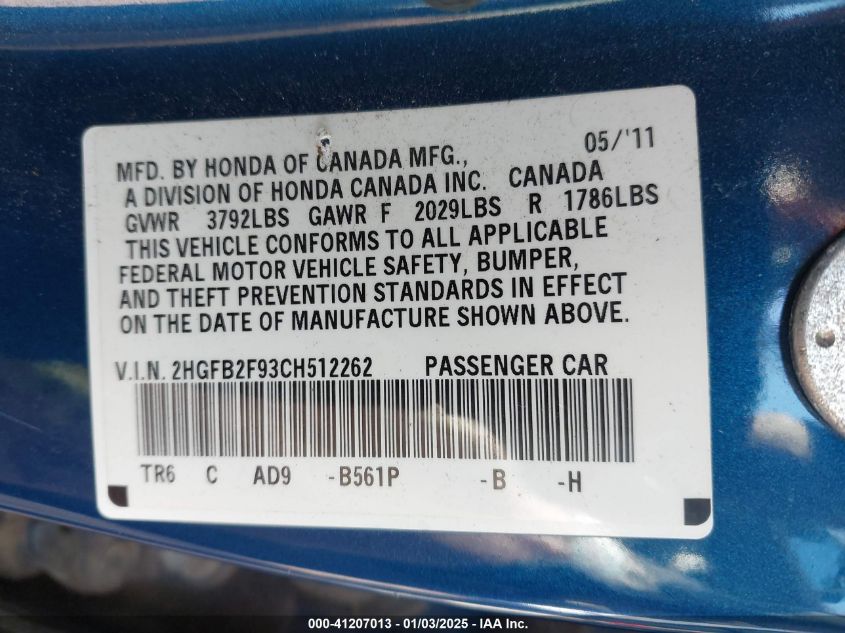 05/'11
MFD. BY HONDA OF CANADA MFG.,
A DIVISION OF HONDA CANADA INC. CANADA
GVWR 3792LBS GAWR F 2029LBS R 1786LBS
THIS VEHICLE CONFORMS TO ALL APPLICABLE
FEDERAL MOTOR VEHICLE SAFETY, BUMPER,
AND THEFT PREVENTION STANDARDS IN EFFECT
ON THE DATE OF MANUFACTURE SHOWN ABOVE.
V.I.N. 2HGFB2F93CH512262 PASSENGER CAR
TR6 C AD9 -B561P -B -H
000-41207013 - 01/03/2025 - IAA Inc.